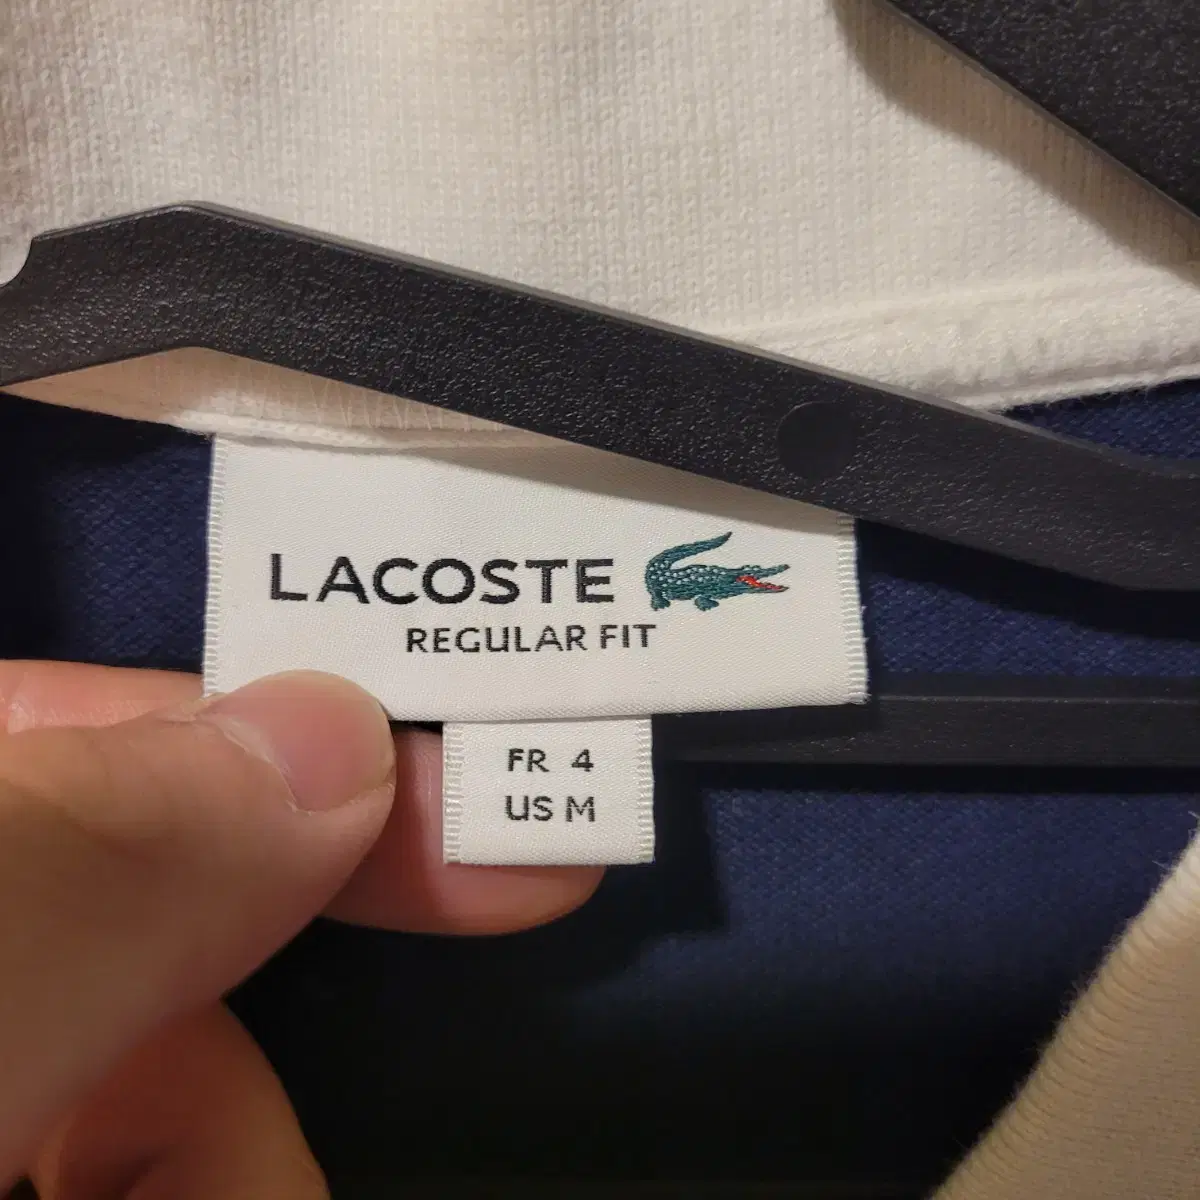 LACOSTE
REGULAR FIT
FR 4
US M